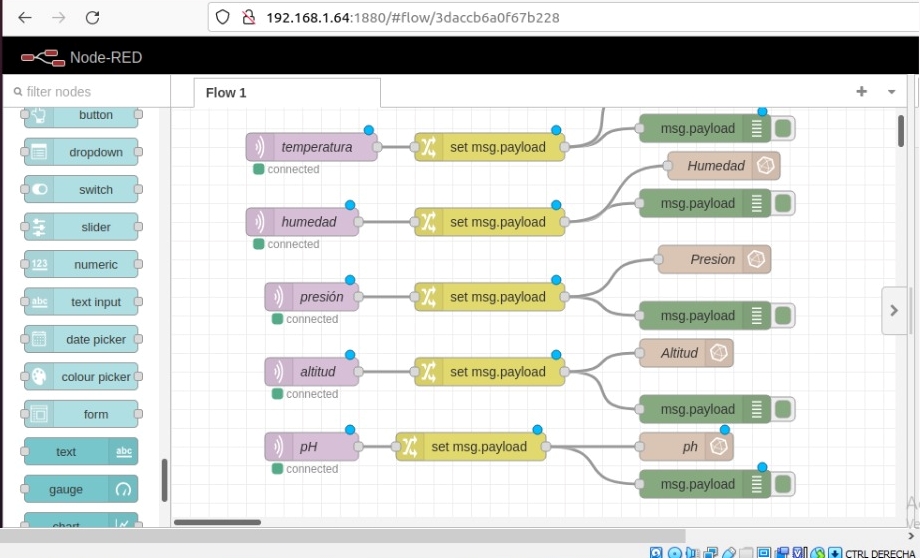 192.168.1.64:1880/#flow/3daccb6a0f67b228
Node-RED
filter nodes
Flow 1
button
dropdown
switch
slider
123 numeric
abc text input
date picker
colour picker
form
text abc
gauge
chart
temperatura
connected
set msg.payload
msg.payload
Humedad
humedad
connected
set msg.payload
msg.payload
Presion
presión
connected
set msg.payload
msg.payload
Altitud
altitud
connected
set msg.payload
msg.payload
pH
connected
set msg.payload
ph
msg.payload
CTRL DERECHA